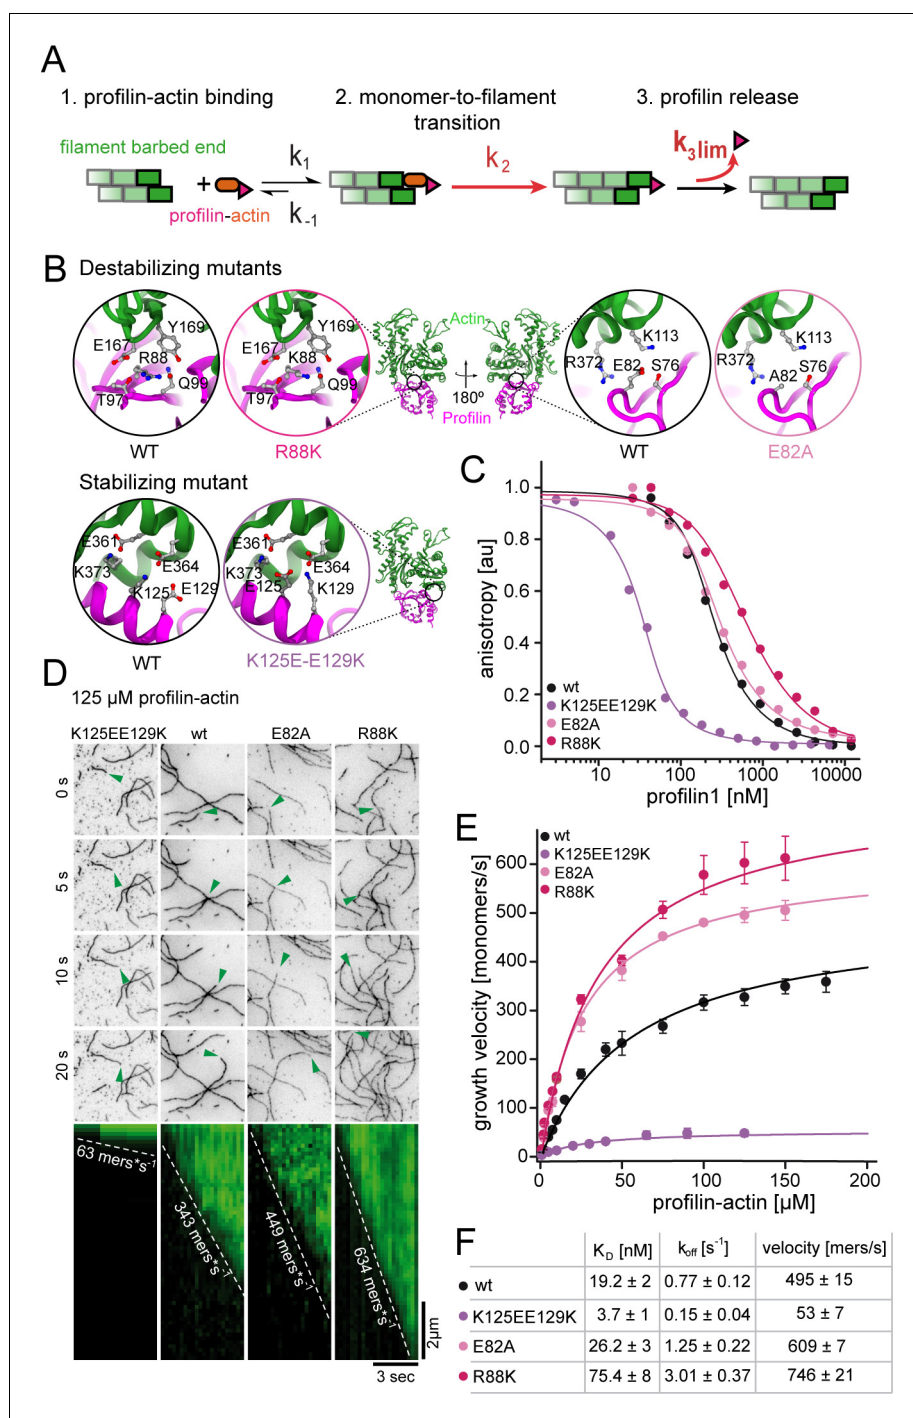 A
1. profilin-actin binding
2. monomer-to-filament
transition
3. profilin release
filament barbed end
+
profilin-actin
k1
k-1
k2
k3lim
B
Destabilizing mutants
Y169
E167
R88
Q99
T97
WT
Y169
E167
K88
Q99
T97
R88K
Actin
180º
Profilin
K113
R372
E82
S76
WT
K113
R372
A82
S76
E82A
Stabilizing mutant
E361
E364
K373
K125
E129
WT
E361
E364
K373
E125
K129
K125E-E129K
C
anisotropy [au]
1.0
0.8
0.6
0.4
0.2
0.0
wt
K125EE129K
E82A
R88K
10
100
1000
10000
profilin1 [nM]
D
125 µM profilin-actin
K125EE129K
wt
E82A
R88K
0 s
5 s
10 s
20 s
63 mers*s-1
343 mers*s-1
449 mers*s-1
634 mers*s-1
2µm
3 sec
E
growth velocity [monomers/s]
600
500
400
300
200
100
0
wt
K125EE129K
E82A
R88K
0
50
100
150
200
profilin-actin [µM]
F
KD [nM] koff [s-1] velocity [mers/s]
wt 19.2 ± 2 0.77 ± 0.12 495 ± 15
K125EE129K 3.7 ± 1 0.15 ± 0.04 53 ± 7
E82A 26.2 ± 3 1.25 ± 0.22 609 ± 7
R88K 75.4 ± 8 3.01 ± 0.37 746 ± 21